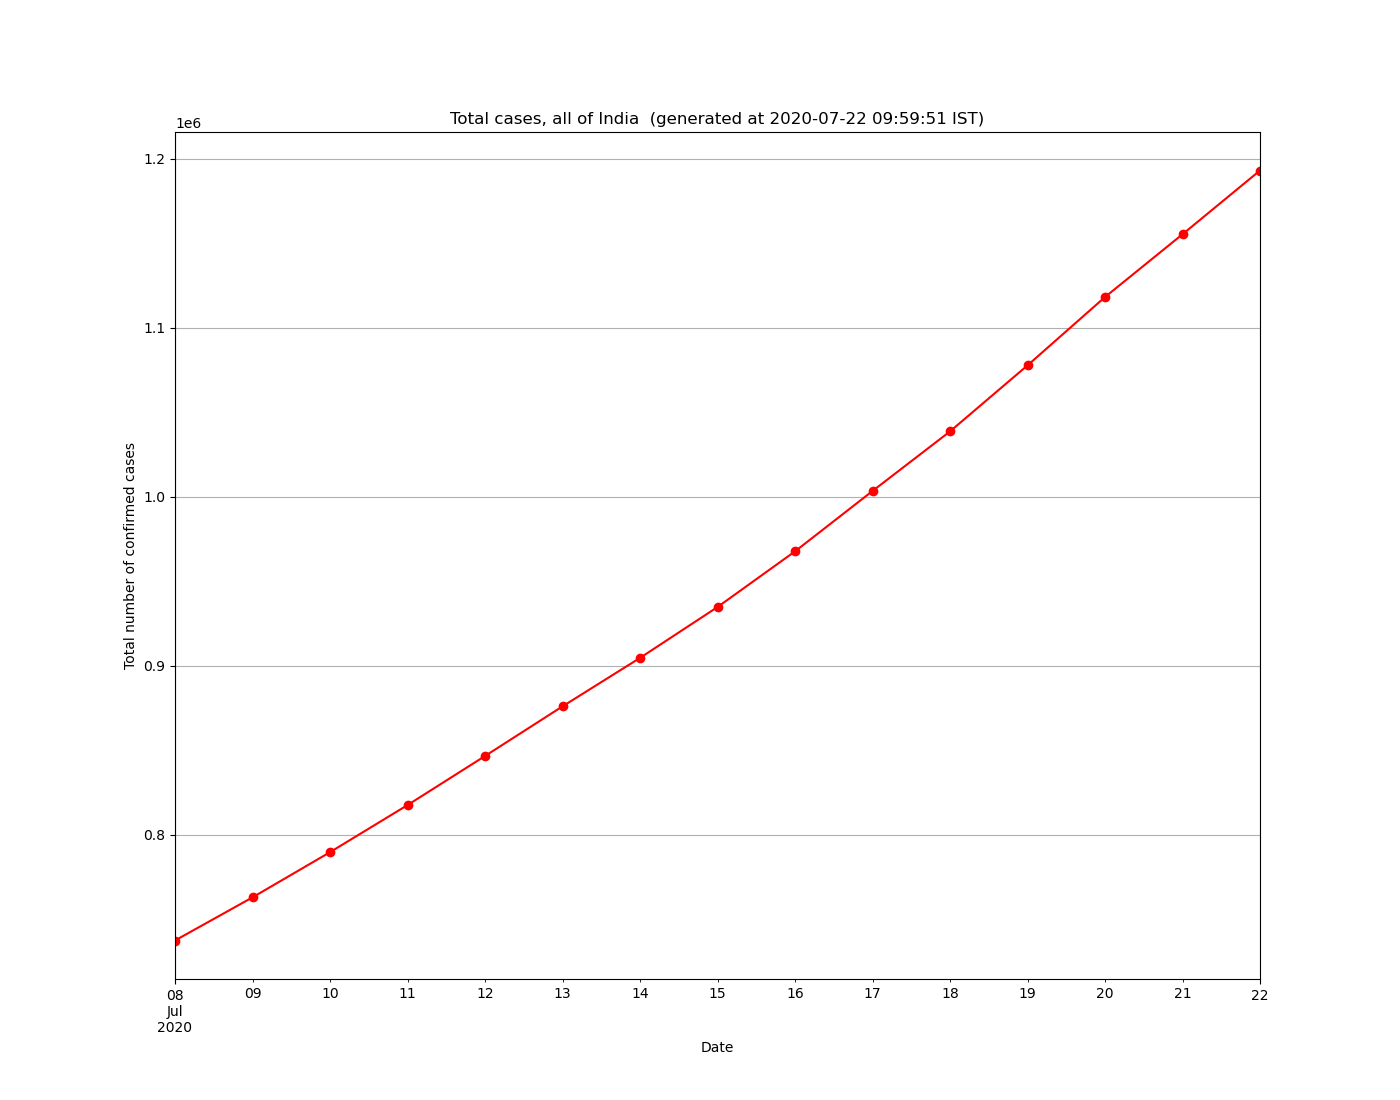 Total cases, all of India  (generated at 2020-07-22 09:59:51 IST)
1e6
1.2
1.1
1.0
0.9
0.8
Total number of confirmed cases
08 09 10 11 12 13 14 15 16 17 18 19 20 21 22
Jul
2020
Date